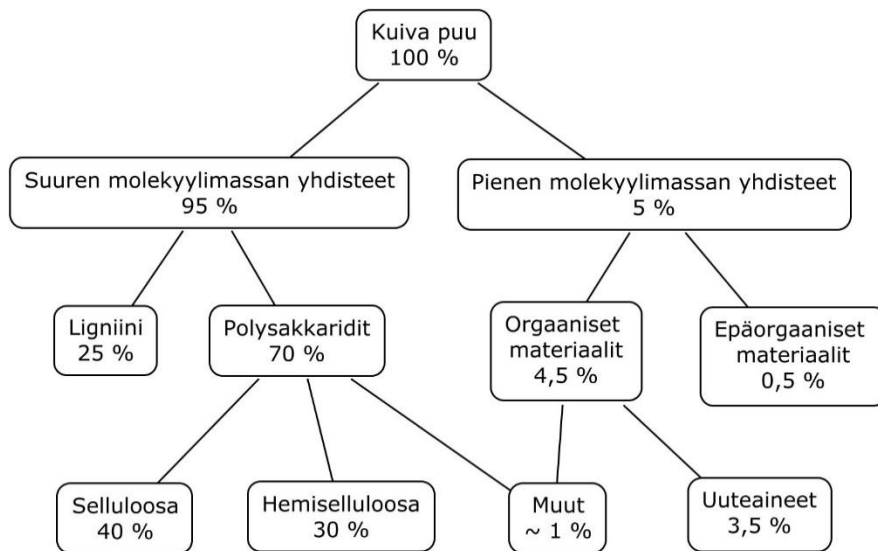 Kuiva puu
100 %
Suuren molekyylimassan yhdisteet
95 %
Pienen molekyylimassan yhdisteet
5 %
Ligniini
25 %
Polysakkaridit
70 %
Orgaaniset
materiaalit
4,5 %
Epäorgaaniset
materiaalit
0,5 %
Selluloosa
40 %
Hemiselluloosa
30 %
Muut
~ 1 %
Uuteaineet
3,5 %